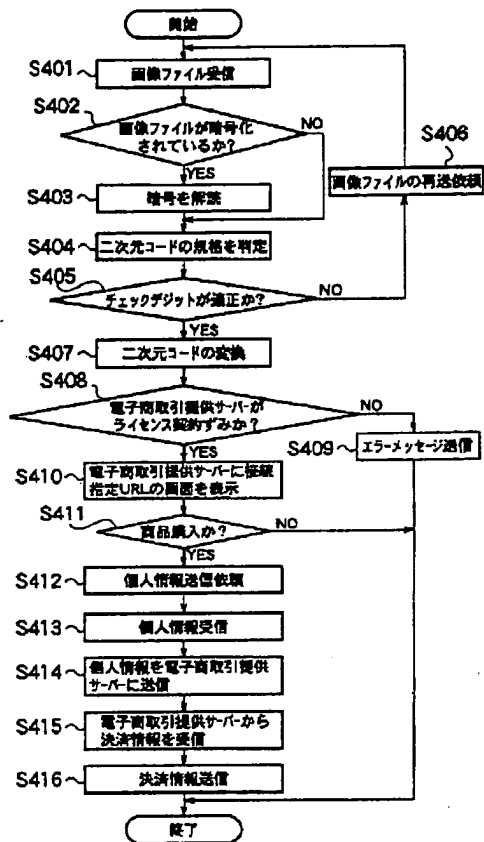 開始
S401
画像ファイル受信
S402
画像ファイルが暗号化
されているか?
NO
YES
S406
画像ファイルの再送依頼
S403
暗号を解読
S404
二次元コードの規格を判定
S405
チェックデジットが適正か?
NO
YES
S407
二次元コードの変換
S408
電子商取引提供サーバーが
ライセンス契約ずみか?
NO
YES
S409
エラーメッセージ送信
S410
電子商取引提供サーバーに接続
指定URLの画面を表示
S411
商品購入か?
NO
YES
S412
個人情報送信依頼
S413
個人情報受信
S414
個人情報を電子商取引提供
サーバーに送信
S415
電子商取引提供サーバーから
決済情報を受信
S416
決済情報送信
終了